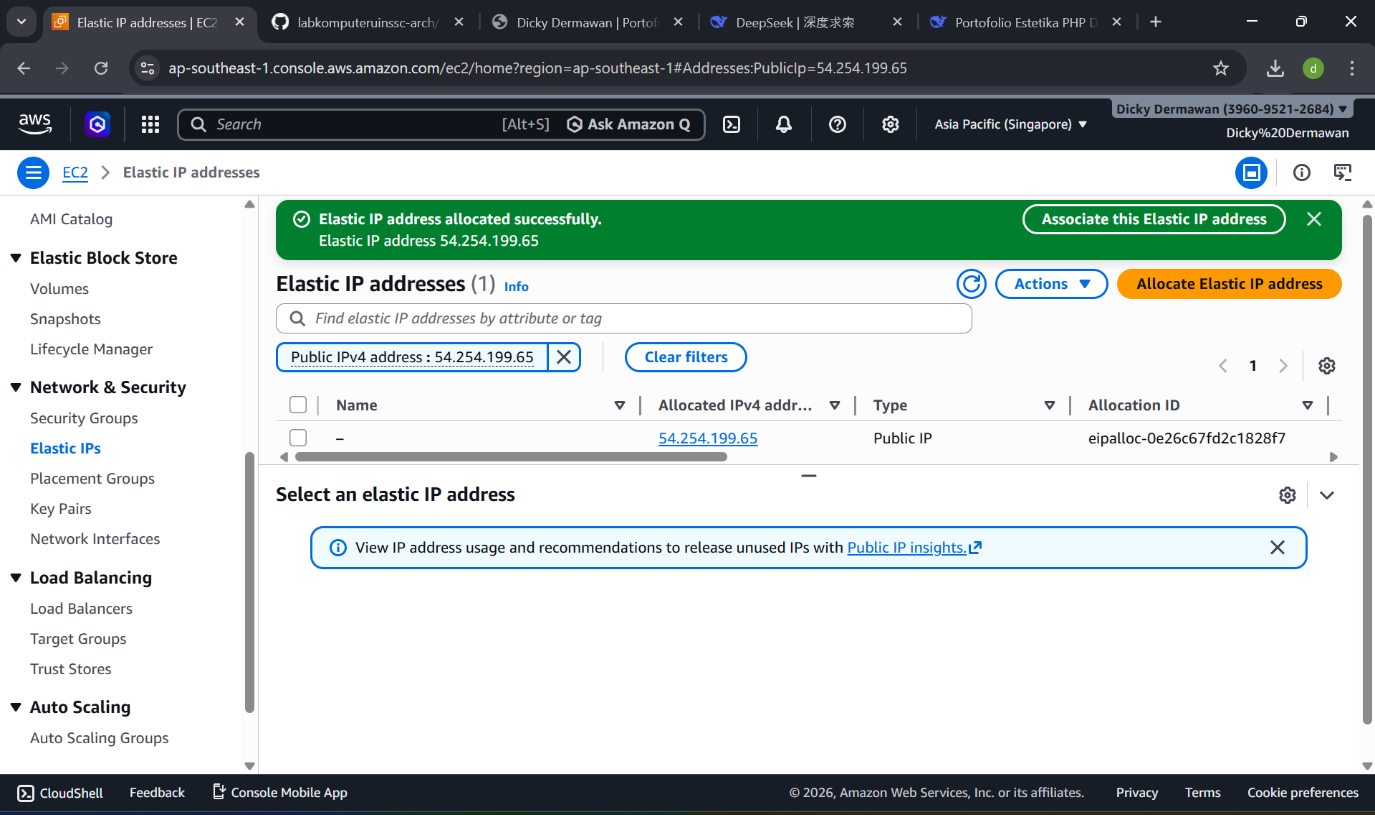 Elastic IP addresses | EC2
labkomputeruinssc-arch/
Dicky Dermawan | Portof
DeepSeek | 深度求索
Portofolio Estetika PHP D
ap-southeast-1.console.aws.amazon.com/ec2/home?region=ap-southeast-1#Addresses:PublicIp=54.254.199.65
d
aws
Search
[Alt+S]
Ask Amazon Q
Asia Pacific (Singapore)
Dicky Dermawan (3960-9521-2684)
Dicky%20Dermawan
EC2
Elastic IP addresses
AMI Catalog
Elastic Block Store
Volumes
Snapshots
Lifecycle Manager
Network & Security
Security Groups
Elastic IPs
Placement Groups
Key Pairs
Network Interfaces
Load Balancing
Load Balancers
Target Groups
Trust Stores
Auto Scaling
Auto Scaling Groups
Elastic IP address allocated successfully.
Elastic IP address 54.254.199.65
Associate this Elastic IP address
Elastic IP addresses (1) Info
Actions
Allocate Elastic IP address
Find elastic IP addresses by attribute or tag
Public IPv4 address : 54.254.199.65
Clear filters
1
Name
Allocated IPv4 addr...
Type
Allocation ID
–
54.254.199.65
Public IP
eipalloc-0e26c67fd2c1828f7
Select an elastic IP address
View IP address usage and recommendations to release unused IPs with Public IP insights.
CloudShell
Feedback
Console Mobile App
© 2026, Amazon Web Services, Inc. or its affiliates.
Privacy
Terms
Cookie preferences